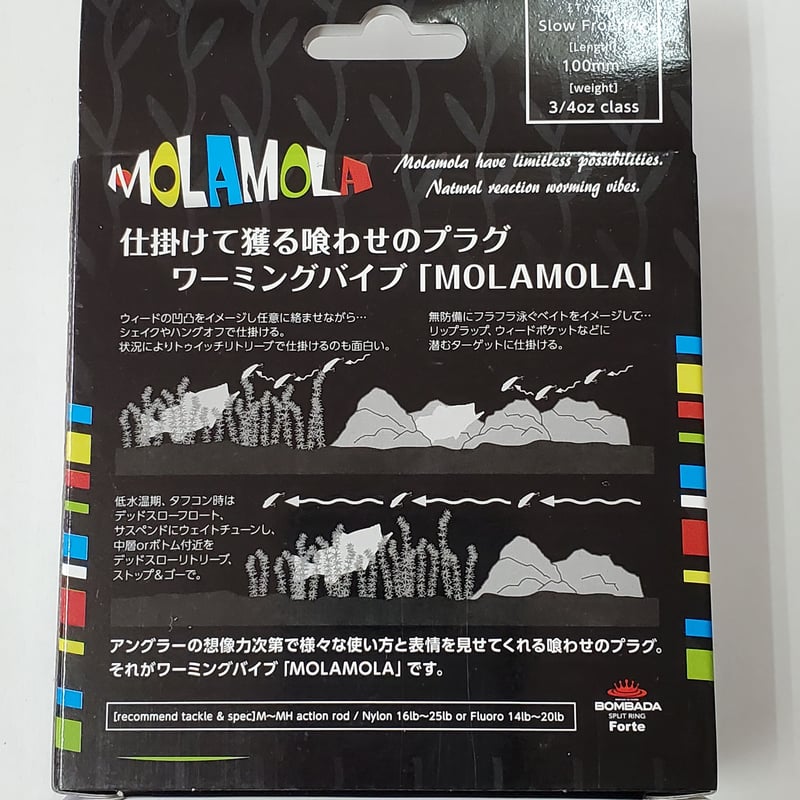 Slow
[Length]
100mm
[weight]
3/4oz class
MOLAMOLA
Molamola have limitless possibilities.
Natural reaction worming vibes.
仕掛けて獲る喰わせのプラグ
ワーミングバイブ「MOLAMOLA」
ウィードの凹凸をイメージし任意に絡ませながら…
シェイクやハングオフで仕掛ける。
状況によりトゥイッチリトリーブで仕掛けるのも面白い。
無防備にフラフラ泳ぐベイトをイメージして…
リップラップ、ウィードポケットなどに
潜むターゲットに仕掛ける。
低水温期、タフコン時は
デッドスローフロート、
サスペンドにウェイトチューンし、
中層orボトム付近を
デッドスローリトリーブ、
ストップ&ゴーで。
アングラーの想像力次第で様々な使い方と表情を見せてくれる喰わせのプラグ。
それがワーミングバイブ「MOLAMOLA」です。
[recommend tackle & spec]M〜MH action rod / Nylon 16lb〜25lb or Fluoro 14lb〜20lb
BOMBADA
SPLIT RING
Forte